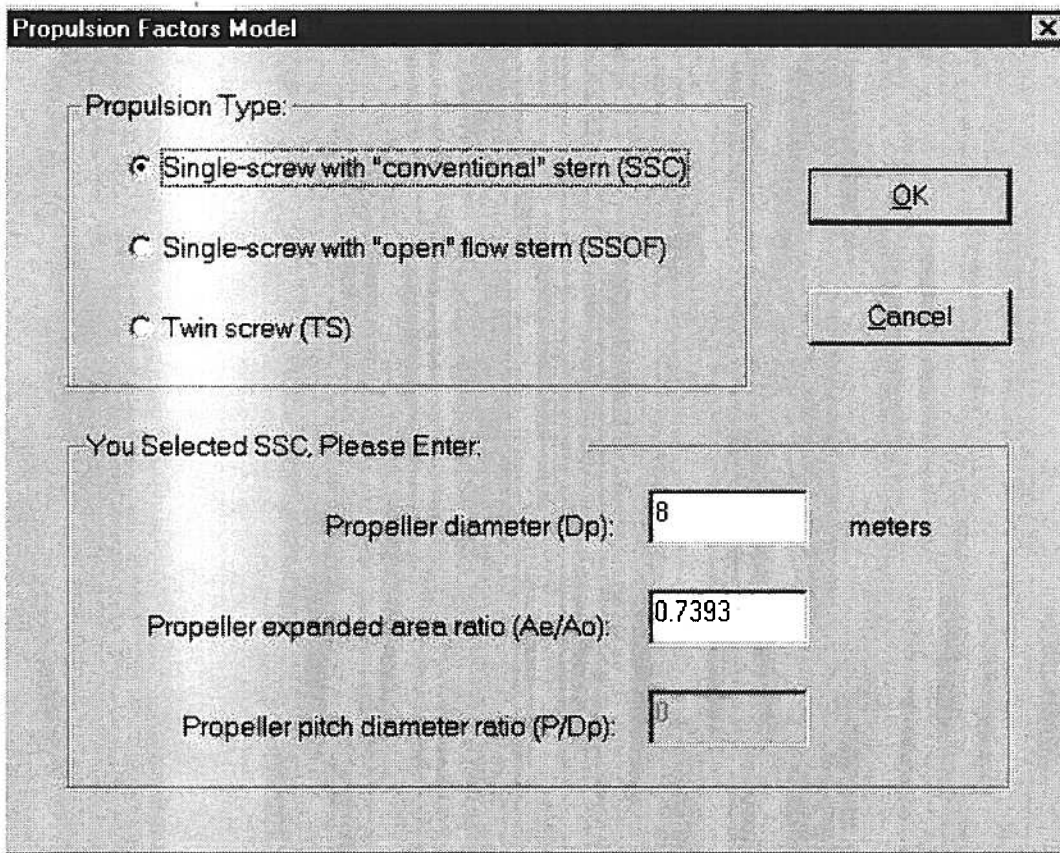 Propulsion Factors Model
Propulsion Type:
Single-screw with "conventional" stern (SSC)
OK
Single-screw with "open" flow stern (SSOF)
Cancel
Twin screw (TS)
You Selected SSC, Please Enter:
Propeller diameter (Dp): 8 meters
Propeller expanded area ratio (Ae/Ao): 0.7393
Propeller pitch diameter ratio (P/Dp): 0